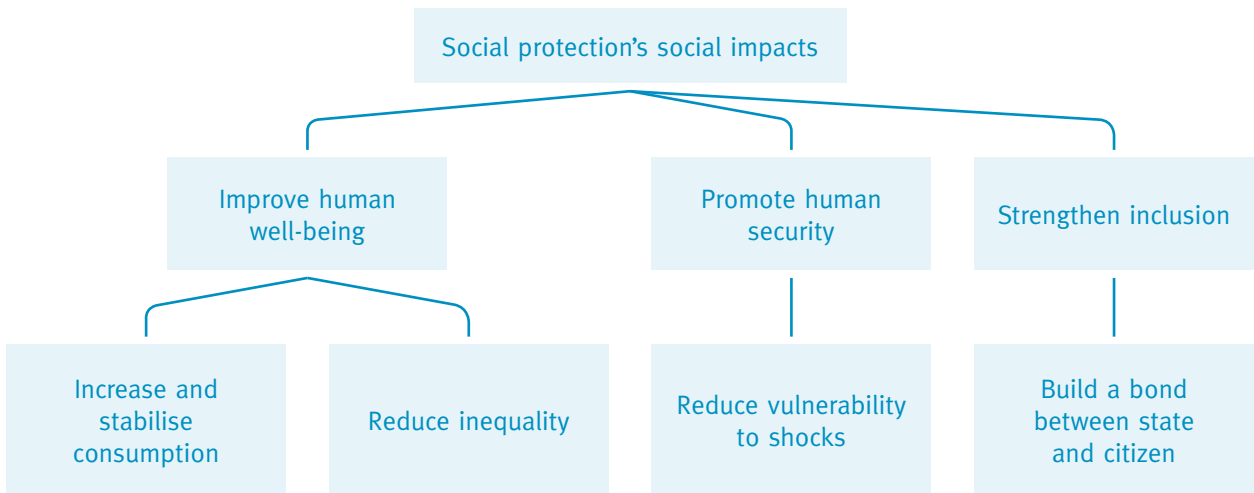 Social protection's social impacts
Improve human
well-being
Promote human
security
Strengthen inclusion
Increase and
stabilise
consumption
Reduce inequality
Reduce vulnerability
to shocks
Build a bond
between state
and citizen